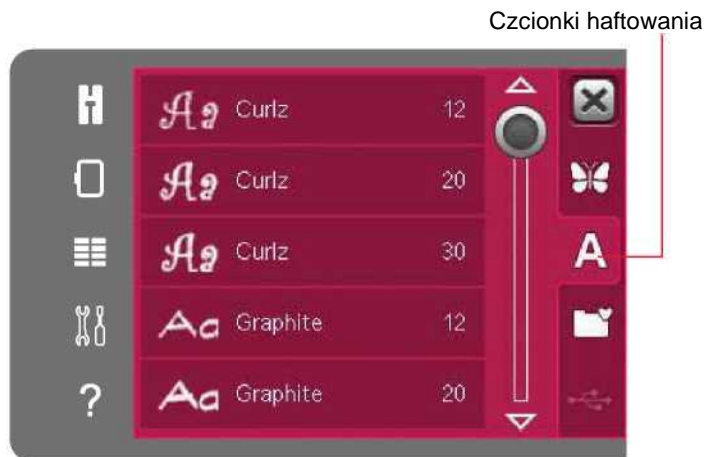 Czcionki haftowania
Aa Curlz 12
Aa Curlz 20
A
Aa Curlz 30
Aa Graphite 12
? Aa Graphite 20